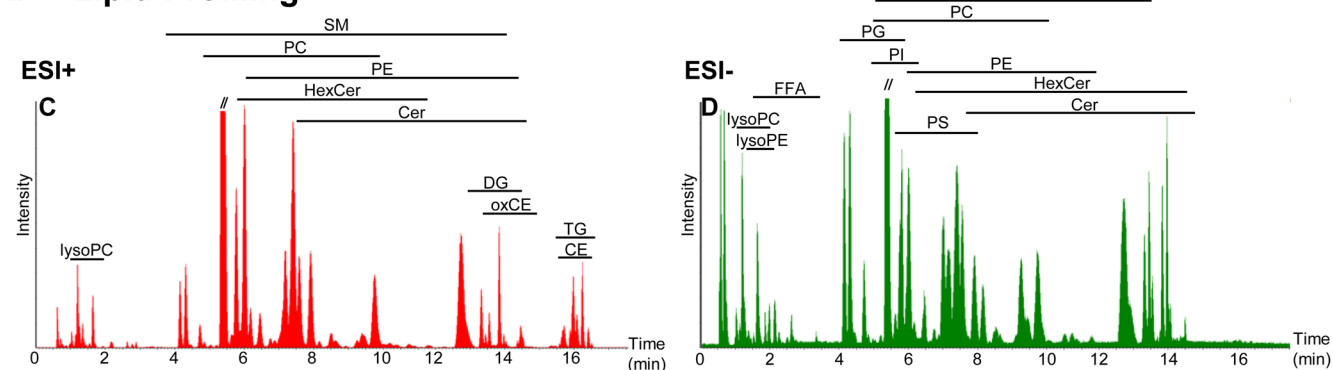 SM
PC
PE
ESI+
HexCer
//
C
Cer
Intensity
DG
oxCE
TG
CE
lysoPC
0 2 4 6 8 10 12 14 16
Time
(min)
PC
PG
PI
PE
ESI-
HexCer
//
FFA
D
Cer
lysoPC
PS
lysoPE
Intensity
0 2 4 6 8 10 12 14 16
Time
(min)